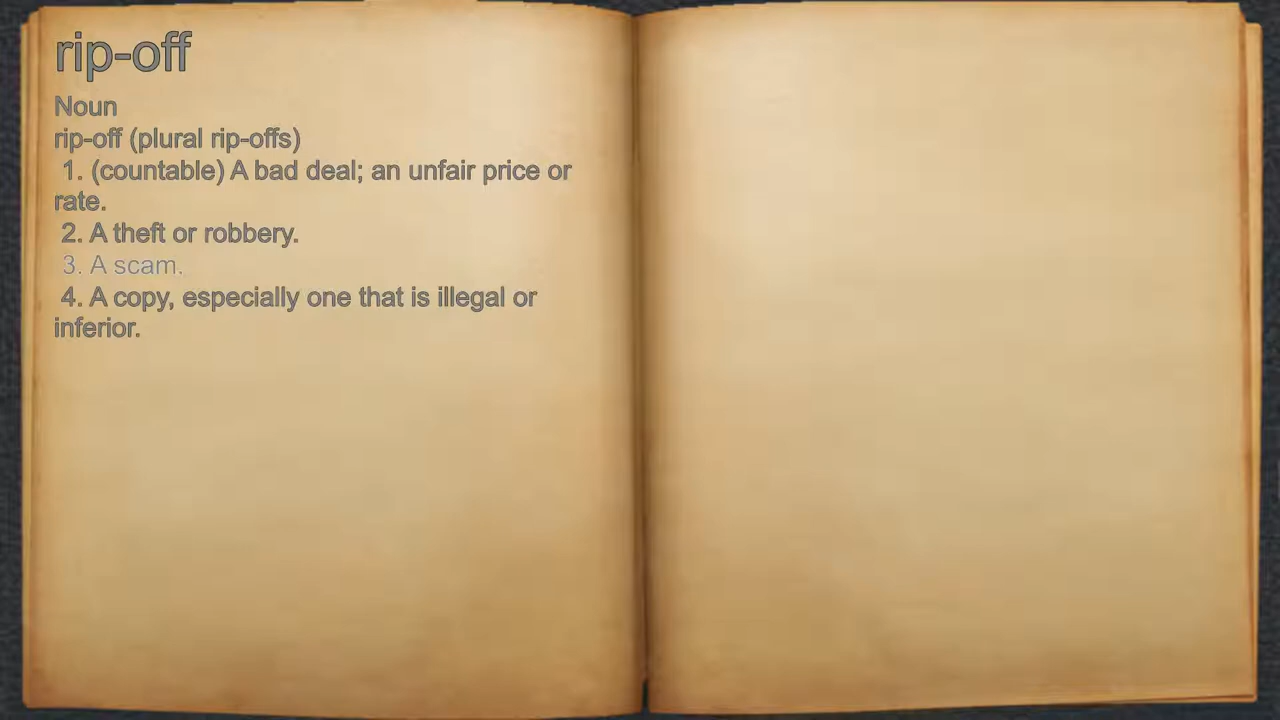 rip-off
Noun
rip-off (plural rip-offs)
1. (countable) A bad deal; an unfair price or
rate.
2. A theft or robbery.
3. A scam.
4. A copy, especially one that is illegal or
inferior.